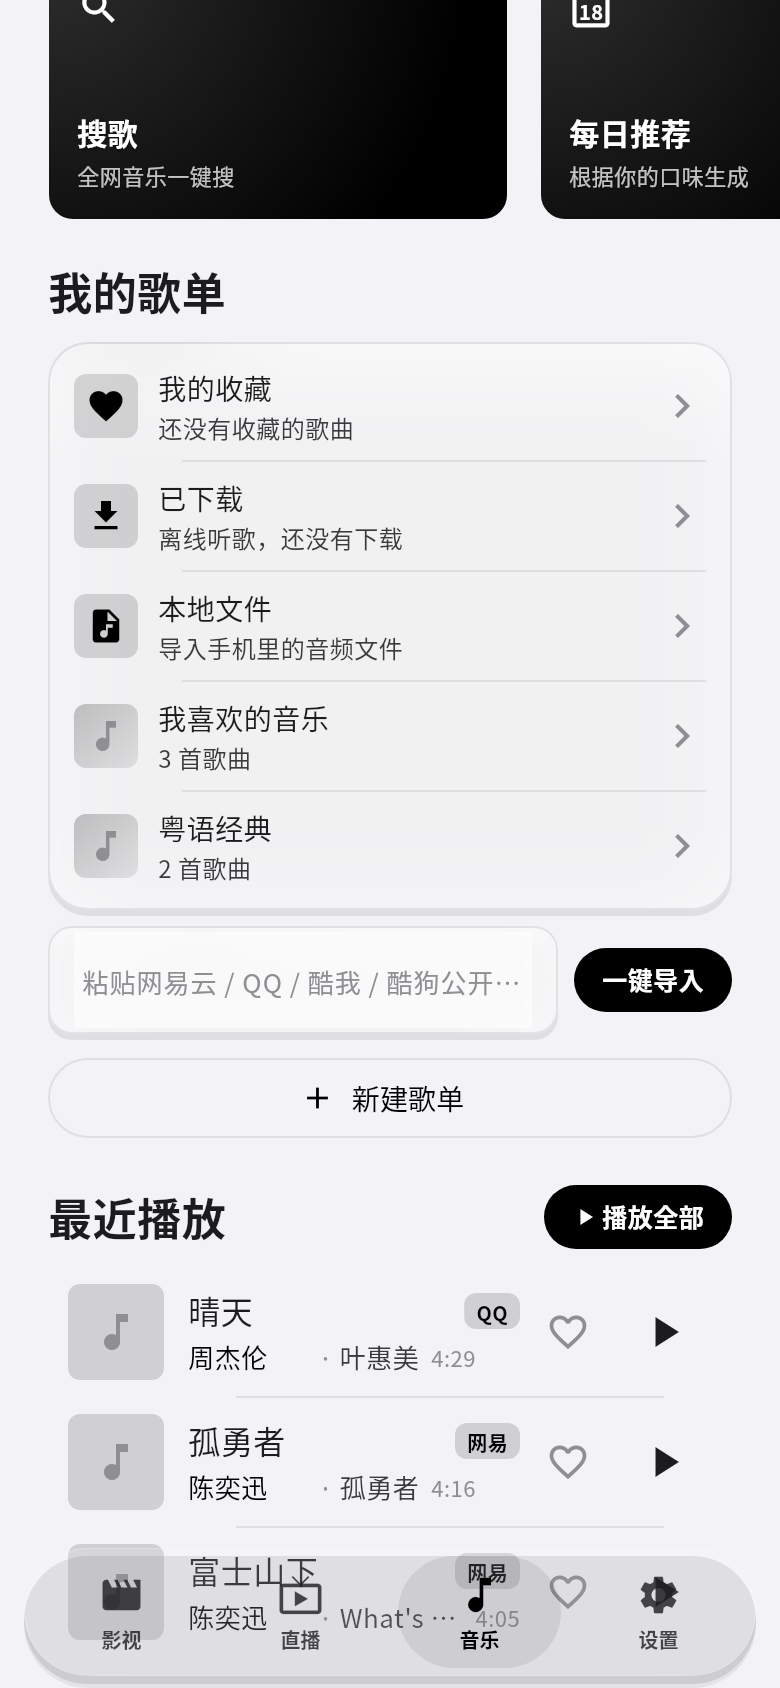 18
搜歌
全网音乐一键搜
每日推荐
根据你的口味生成
我的歌单
我的收藏
还没有收藏的歌曲
已下载
离线听歌，还没有下载
本地文件
导入手机里的音频文件
我喜欢的音乐
3 首歌曲
粤语经典
2 首歌曲
粘贴网易云 / QQ / 酷我 / 酷狗公开…
一键导入
新建歌单
最近播放
播放全部
晴天 QQ
周杰伦 · 叶惠美 4:29
孤勇者 网易
陈奕迅 · 孤勇者 4:16
富士山下 网易
陈奕迅 · What's … 4:05
影视 直播 音乐 设置